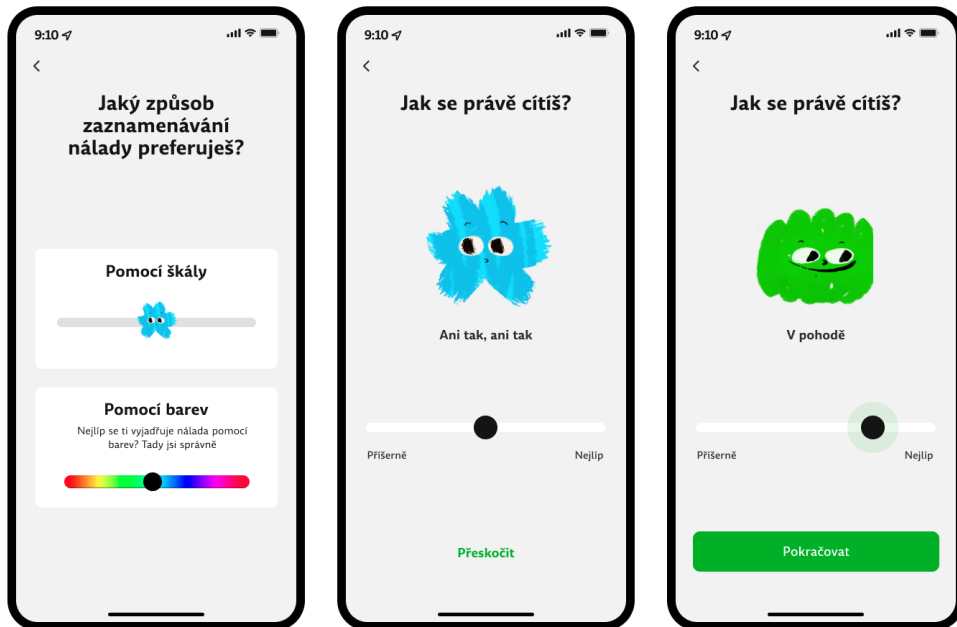 9:10
Jaký způsob
zaznamenávání
nálady preferuješ?
Pomocí škály
Pomocí barev
Nejlíp se ti vyjadřuje nálada pomocí
barev? Tady jsi správně
9:10
Jak se právě cítíš?
Ani tak, ani tak
Příšerně
Nejlíp
Přeskočit
9:10
Jak se právě cítíš?
V pohodě
Příšerně
Nejlíp
Pokračovat